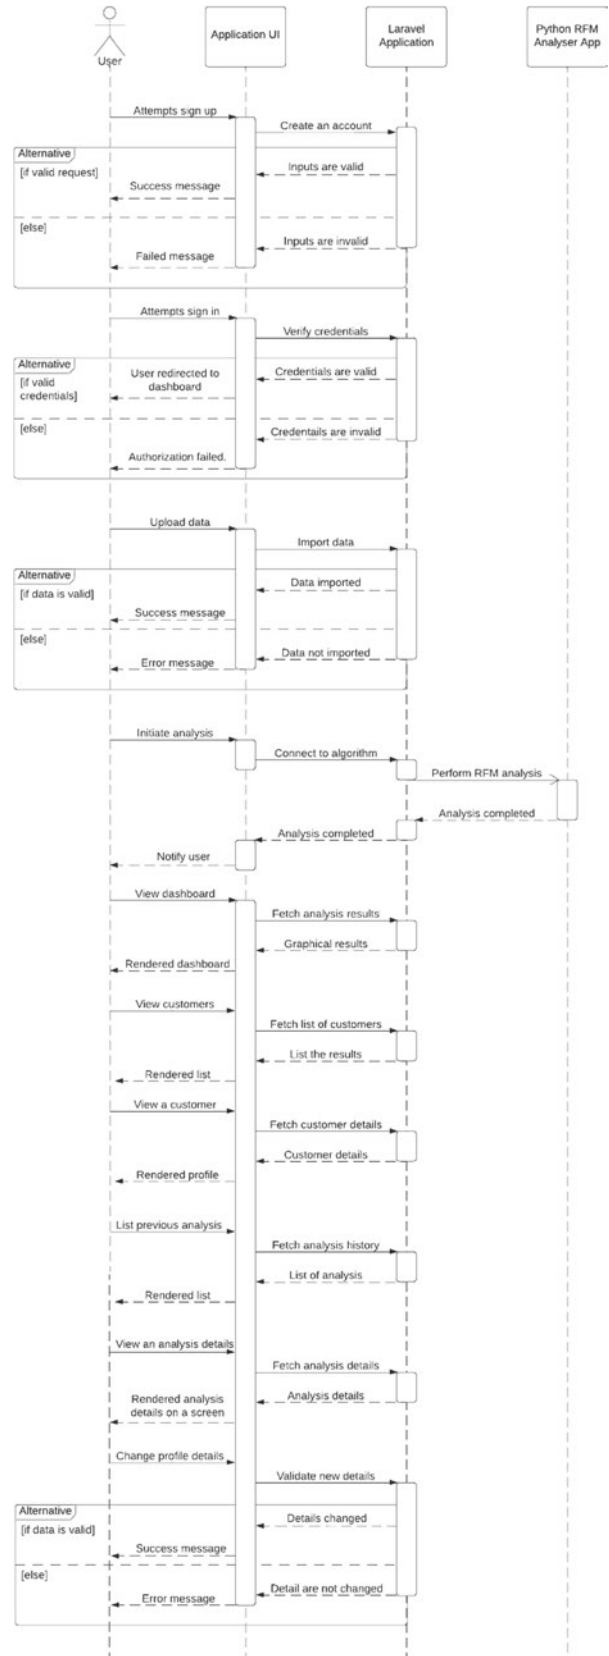 User
Application UI
Laravel
Application
Python RFM
Analyser App
Attempts sign up
Create an account
Alternative
[if valid request]
Inputs are valid
Success message
[else]
Inputs are invalid
Failed message
Attempts sign in
Verify credentials
Alternative
[if valid
credentials]
User redirected to
dashboard
Credentials are valid
[else]
Credentails are invalid
Authorization failed.
Upload data
Import data
Alternative
[if data is valid]
Data imported
Success message
[else]
Data not imported
Error message
Initiate analysis
Connect to algorithm
Perform RFM analysis
Analysis completed
Analysis completed
Notify user
View dashboard
Fetch analysis results
Graphical results
Rendered dashboard
View customers
Fetch list of customers
List the results
Rendered list
View a customer
Fetch customer details
Customer details
Rendered profile
List previous analysis
Fetch analysis history
List of analysis
Rendered list
View an analysis details
Fetch analysis details
Analysis details
Rendered analysis
details on a screen
Change profile details
Validate new details
Alternative
[if data is valid]
Details changed
Success message
[else]
Detail are not changed
Error message